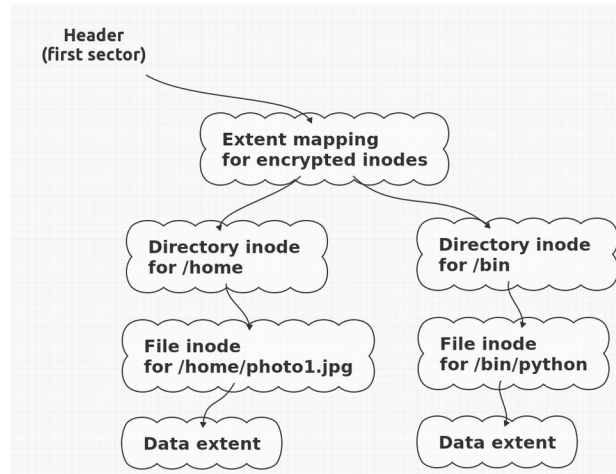 Header
(first sector)
Extent mapping
for encrypted inodes
Directory inode
for /home
Directory inode
for /bin
File inode
for /home/photo1.jpg
File inode
for /bin/python
Data extent
Data extent